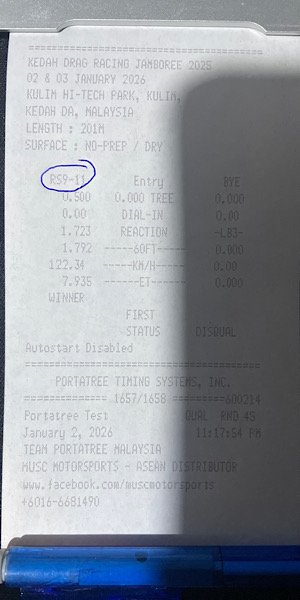 ================================
KEDAH DRAG RACING JAMBOREE 2025
02 & 03 JANUARY 2026
KULIM HI-TECH PARK, KULIM,
KEDAH DA, MALAYSIA
LENGTH : 201M
SURFACE : NO-PREP / DRY
RS9-11 Entry BYE
0.500 0.000 TREE 0.000
0.00 DIAL-IN 0.00
1.723 REACTION -LB3-
1.792 -----60FT----- 0.000
122.34 -----KM/H------ 0.00
7.935 ------ET------ 0.000
WINNER
FIRST
STATUS DISQUAL
Autostart Disabled
================================
PORTATREE TIMING SYSTEMS, INC.
============== 1657/1658 =========600214
Portatree Test QUAL RND 4S
January 2, 2026 11:17:54 PM
TEAM PORTATREE MALAYSIA
MUSC MOTORSPORTS - ASEAN DISTRIBUTOR
www.facebook.com/muscmotorsports
+6016-6681490